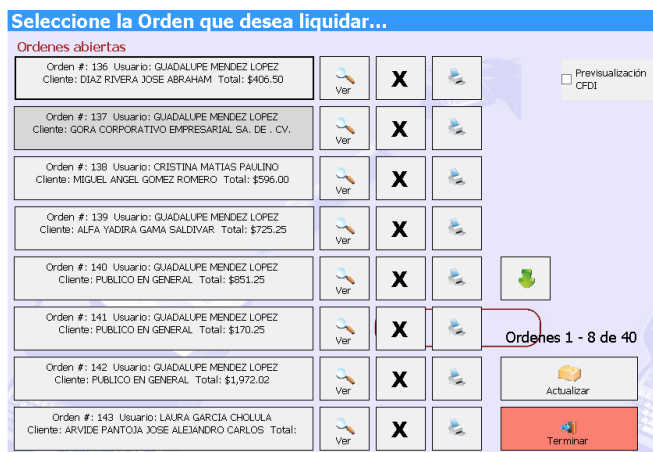 Seleccione la Orden que desea liquidar...
Ordenes abiertas
Orden #: 136 Usuario: GUADALUPE MENDEZ LOPEZ
Cliente: DIAZ RIVERA JOSE ABRAHAM Total: $406.50
Ver
X
Previsualización
CFDI
Orden #: 137 Usuario: GUADALUPE MENDEZ LOPEZ
Cliente: GORA CORPORATIVO EMPRESARIAL SA. DE . CV.
Ver
X
Orden #: 138 Usuario: CRISTINA MATIAS PAULINO
Cliente: MIGUEL ANGEL GOMEZ ROMERO Total: $596.00
Ver
X
Orden #: 139 Usuario: GUADALUPE MENDEZ LOPEZ
Cliente: ALFA YADIRA GAMA SALDIVAR Total: $725.25
Ver
X
Orden #: 140 Usuario: GUADALUPE MENDEZ LOPEZ
Cliente: PUBLICO EN GENERAL Total: $851.25
Ver
X
Orden #: 141 Usuario: GUADALUPE MENDEZ LOPEZ
Cliente: PUBLICO EN GENERAL Total: $170.25
Ver
X
Ordenes 1 - 8 de 40
Orden #: 142 Usuario: GUADALUPE MENDEZ LOPEZ
Cliente: PUBLICO EN GENERAL Total: $1,972.02
Ver
X
Actualizar
Orden #: 143 Usuario: LAURA GARCIA CHOLULA
Cliente: ARVIDE PANTOJA JOSE ALEJANDRO CARLOS Total:
Ver
X
Terminar